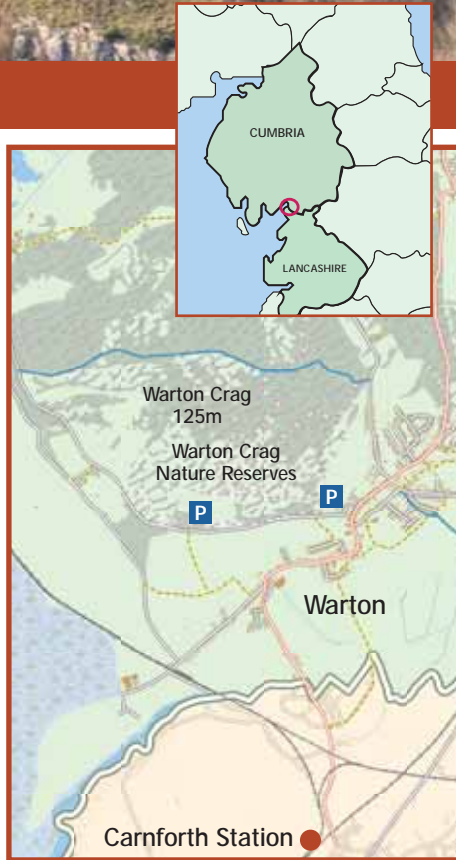 CUMBRIA
LANCASHIRE
Warton Crag
125m
Warton Crag
Nature Reserves
P
P
Warton
Carnforth Station